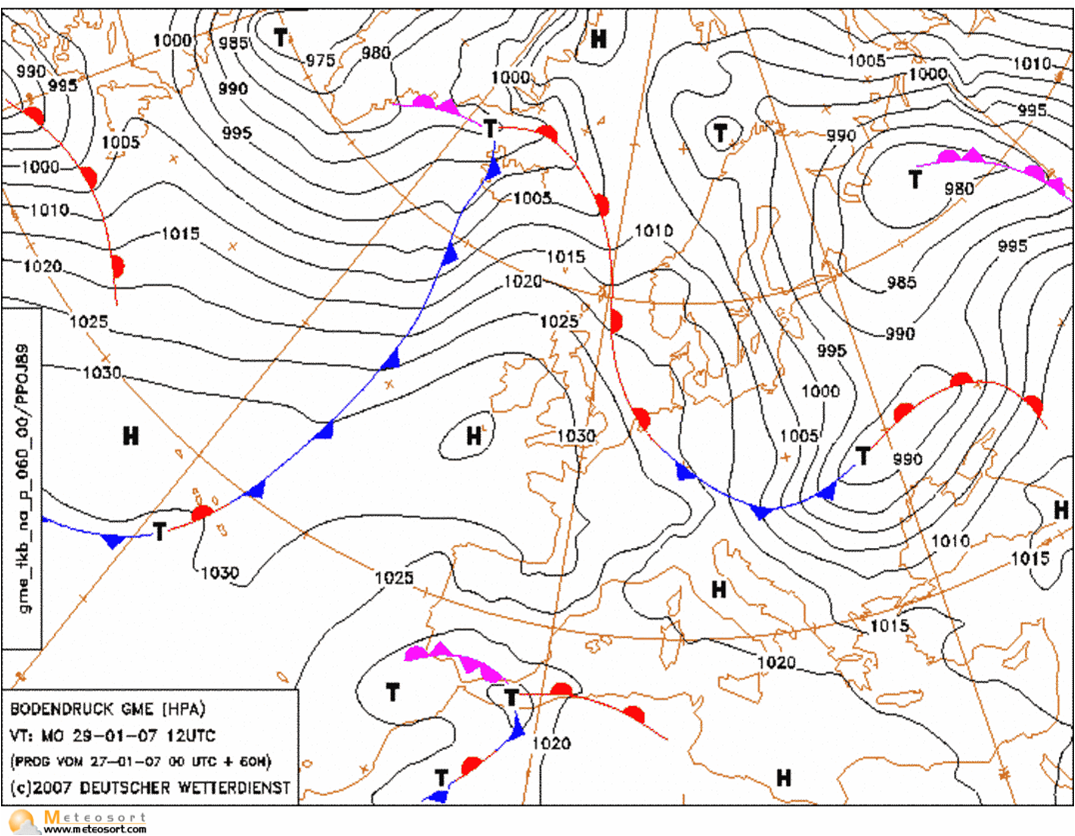 T
H
1000
985
975
980
1005
1000
1010
990
995
990
1000
995
995
1005
T
T
990
1000
T
980
1005
1010
1015
1010
995
1020
1015
1020
985
1025
1025
990
995
1030
1000
H
H
1030
1005
T
990
T
H
1010
1030
1025
H
1015
1015
1020
T
T
1020
T
H
gme_tkb_na_p_060_00/PPOJ89
BODENDRUCK GME (HPA)
VT: MO 29-01-07 12UTC
(PROG VOM 27-01-07 00 UTC + 60H)
(c)2007 DEUTSCHER WETTERDIENST
Meteosort
www.meteosort.com